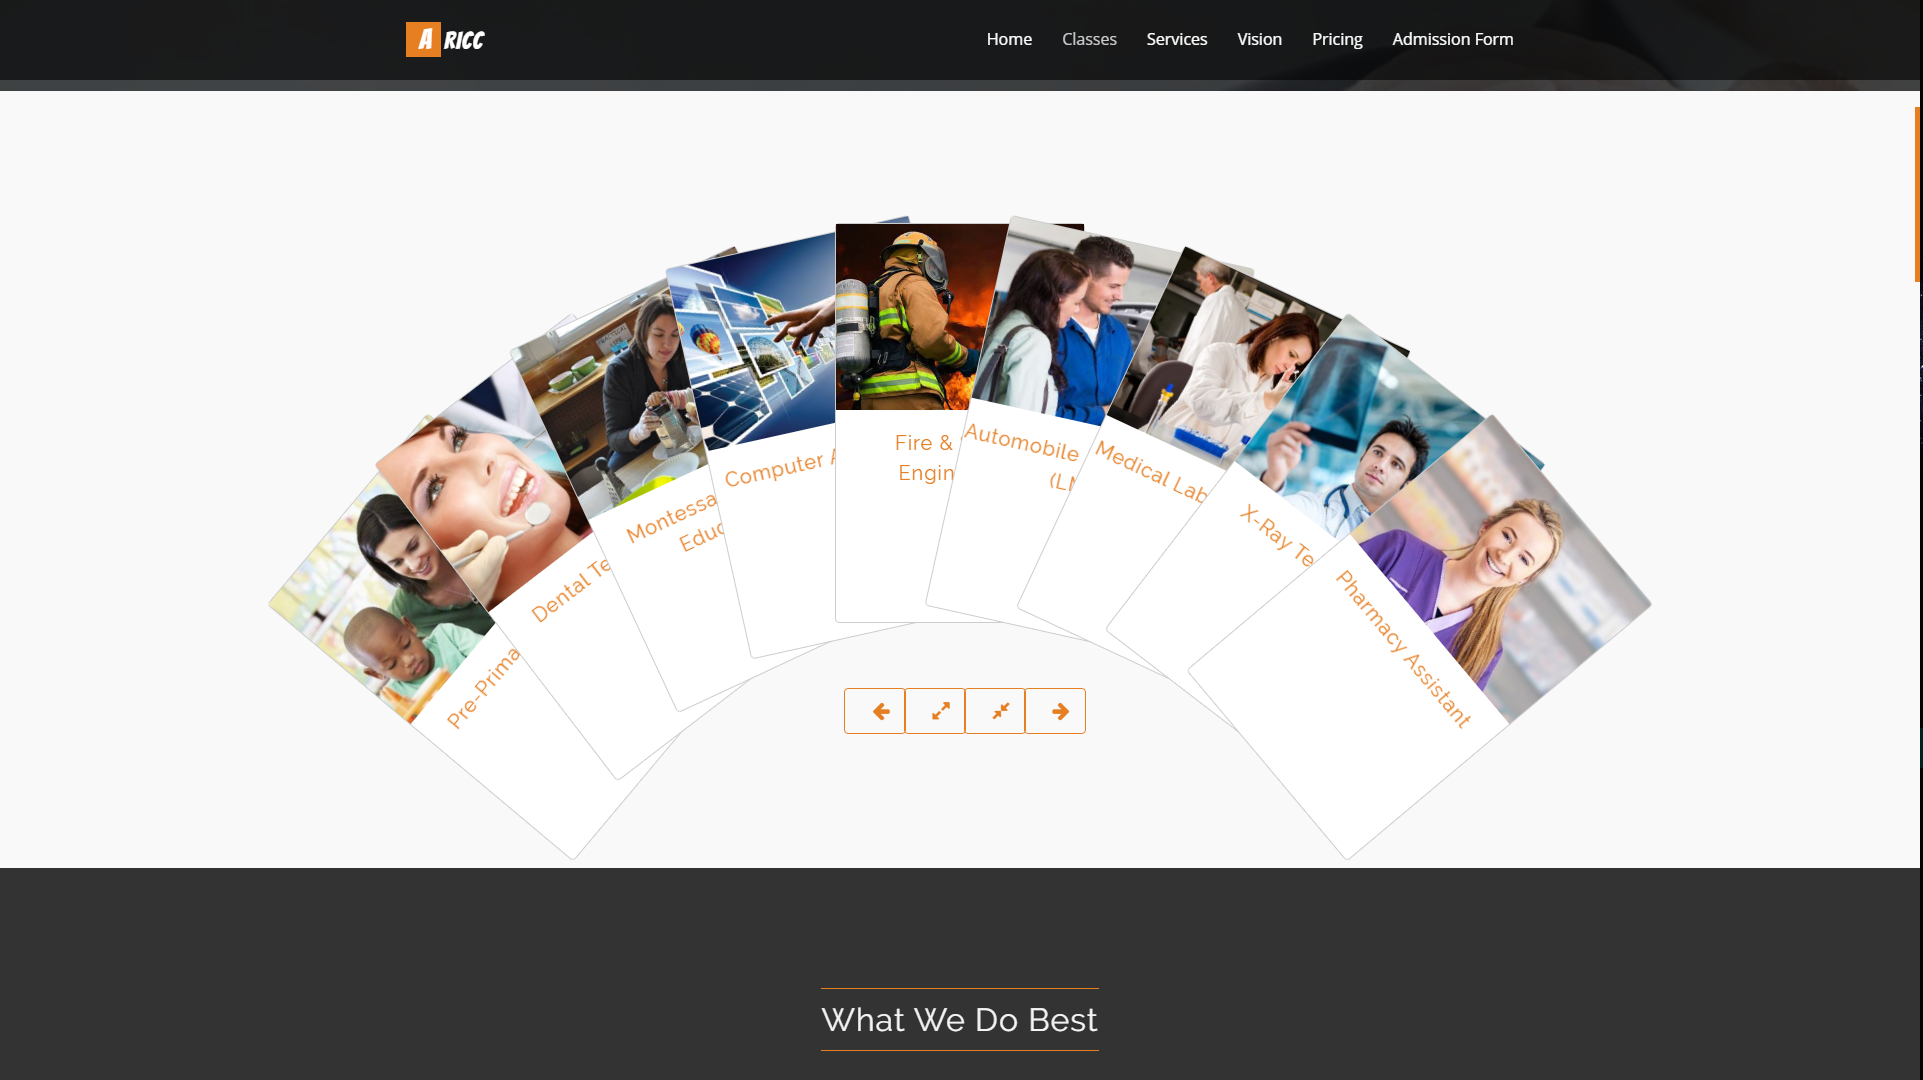 A RICC
Home Classes Services Vision Pricing Admission Form
Pre-Prima
Dental Te
Montessa
Educ
Computer A
Fire &
Engin
Automobile
(LM
Medical Lab
X-Ray Te
Pharmacy Assistant
What We Do Best